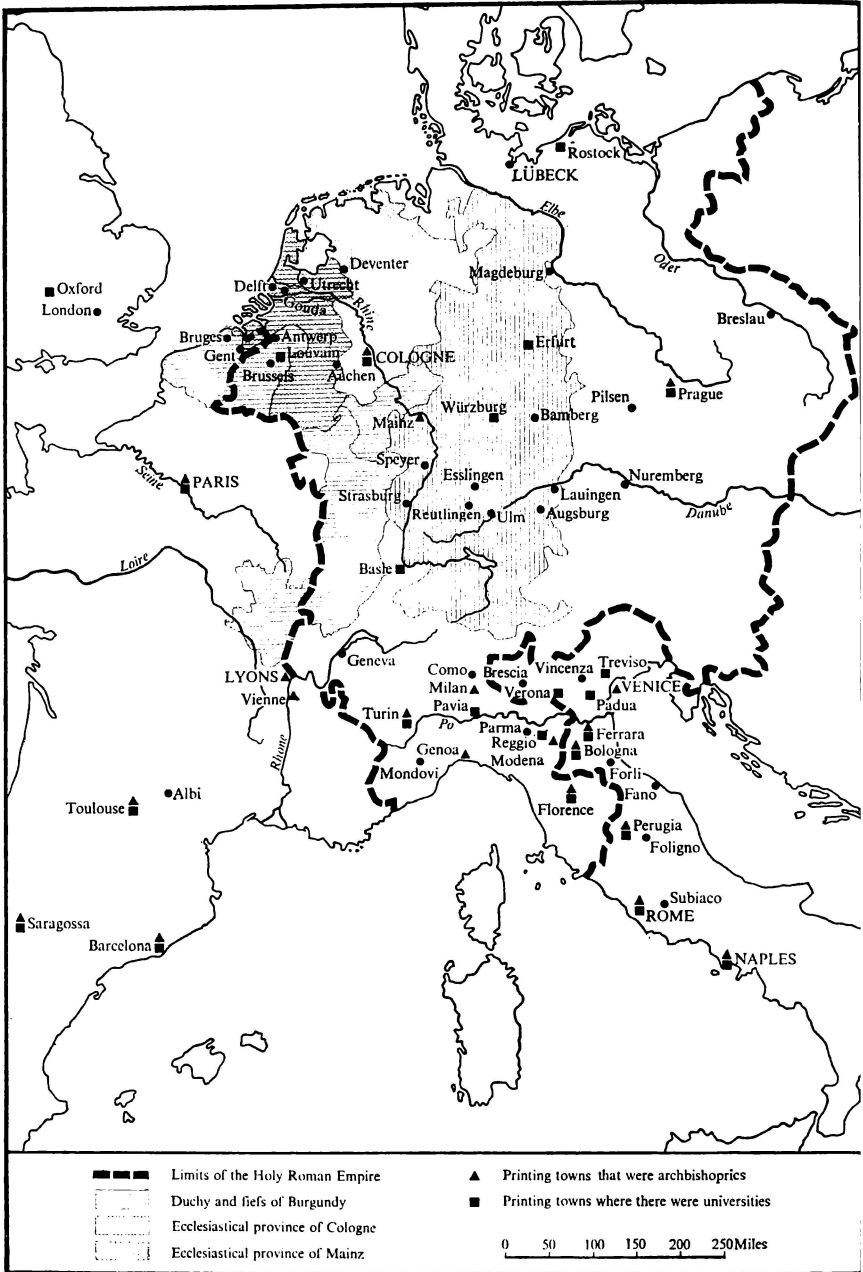 Rostock
LÜBECK
Elbe
Deventer
Oder
Magdeburg
Oxford
Delft
Utrecht
London
Gouda
Rhine
Breslau
Bruges
Antwerp
Erfurt
Gent
Louvain
COLOGNE
Brussels
Aachen
Pilsen
Prague
Mainz
Würzburg
Bamberg
Speyer
Esslingen
Nuremberg
Seine
PARIS
Strasburg
Lauingen
Reutlingen
Ulm
Augsburg
Danube
Loire
Basle
Geneva
Treviso
LYONS
Como
Brescia
Vincenza
Vienne
Milan
Verona
VENICE
Pavia
Padua
Turin
Po
Parma
Ferrara
Rhone
Genoa
Reggio
Bologna
Mondovi
Modena
Forli
Albi
Fano
Toulouse
Florence
Perugia
Foligno
Saragossa
Subiaco
ROME
Barcelona
NAPLES
Limits of the Holy Roman Empire
Duchy and fiefs of Burgundy
Ecclesiastical province of Cologne
Ecclesiastical province of Mainz
Printing towns that were archbishoprics
Printing towns where there were universities
0 50 100 150 200 250 Miles